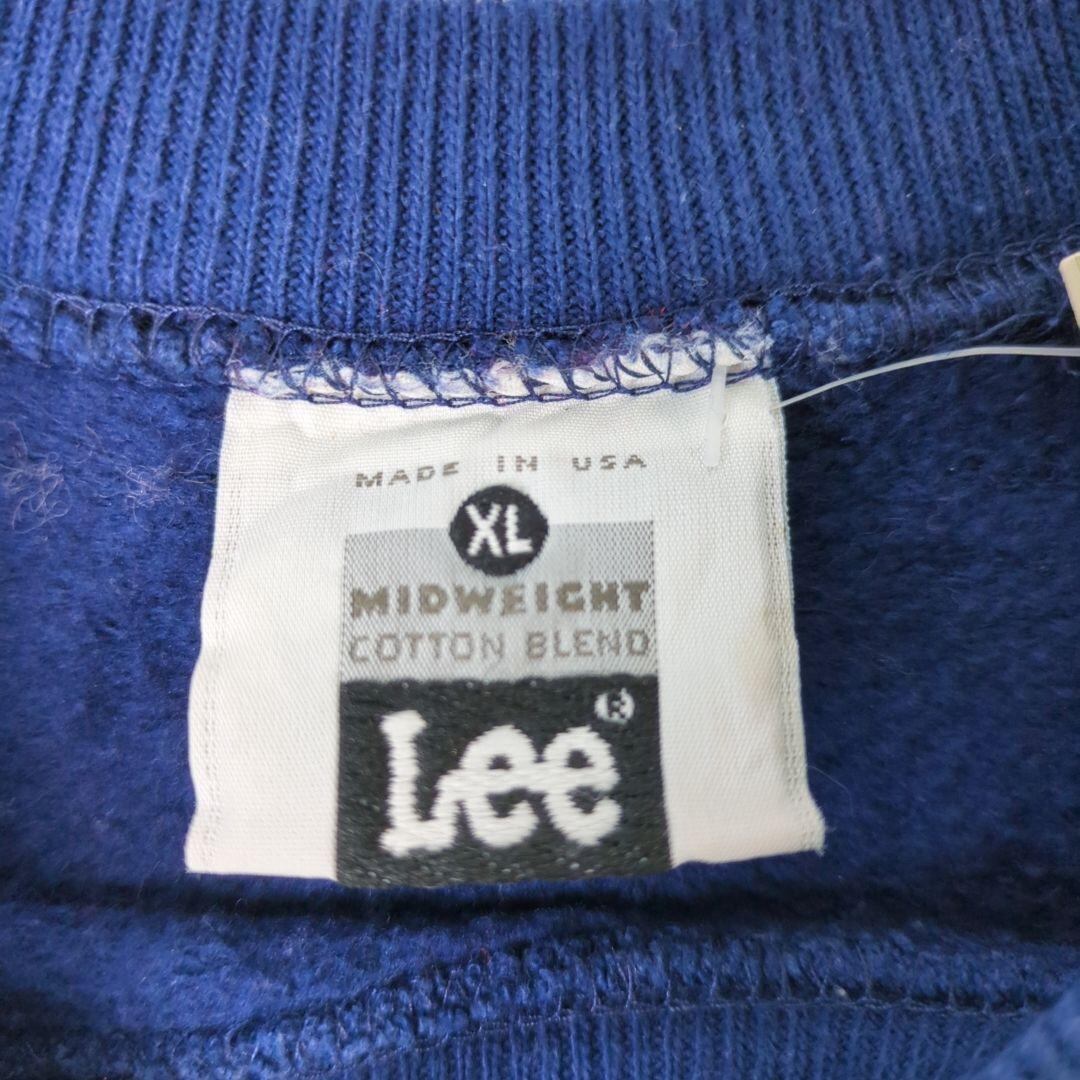 MADE IN USA
XL
MIDWEIGHT
COTTON BLEND
Lee®